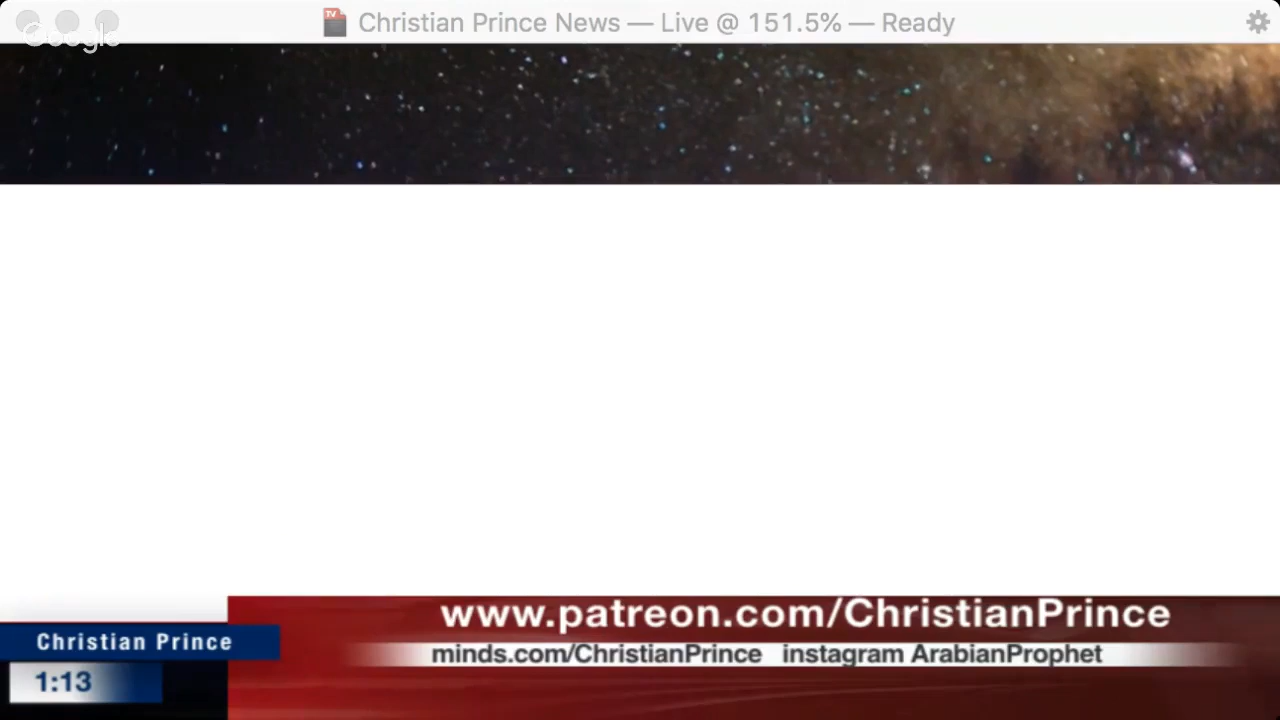 Christian Prince News — Live @ 151.5% — Ready
Google
www.patreon.com/ChristianPrince
Christian Prince
minds.com/ChristianPrince instagram ArabianProphet
1:13